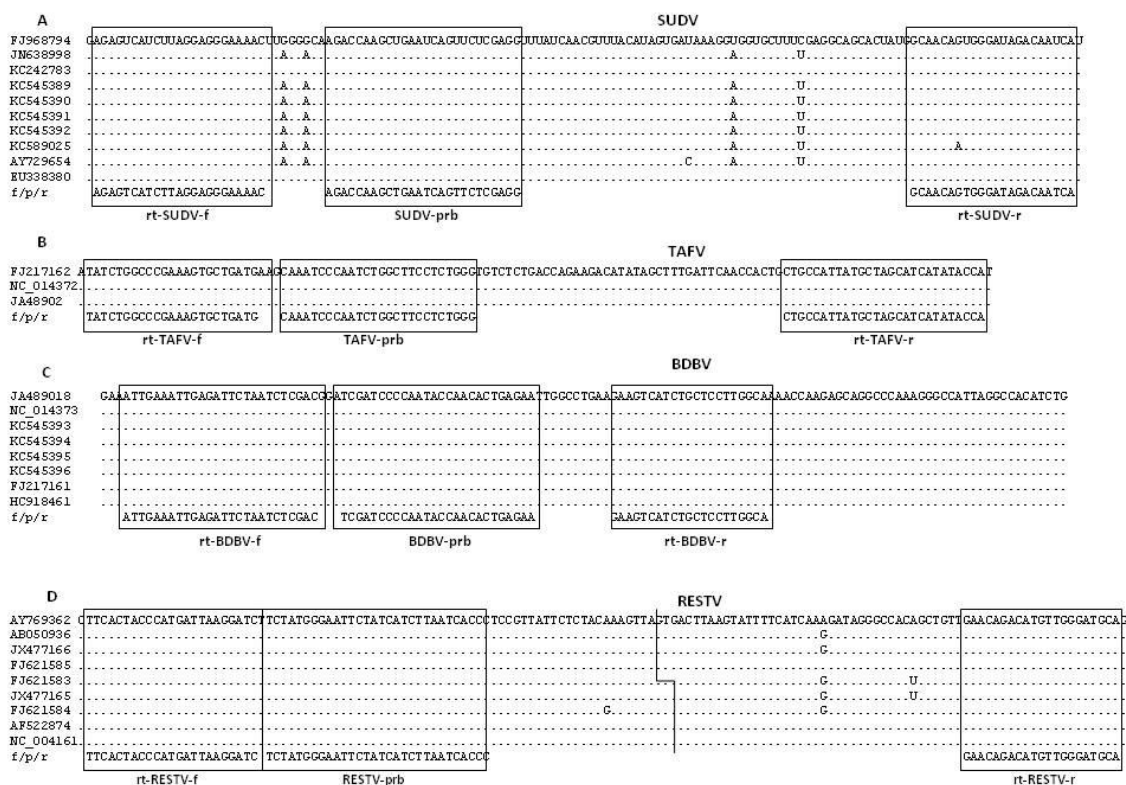 A SUDV
FJ968794 GAGAGUCAUCUUAGGAGGGAAAACUUGGGGCAAGACCAAGCUGAAUCAGUUCUCGAGGUUUAUCAACGUUUACAUAGUGAUAAAGGUGGUGCUUUCGAGGCAGCACUAUGGCAACAGUGGGAUAGACAAUCAU
JN638998 ....A.A....A....U....
KC242783 ....
KC545389 ....A.A....A....U....
KC545390 ....A.A....A....U....
KC545391 ....A.A....A....U....
KC545392 ....A.A....A....U....
KC589025 ....A.A....A....U....A....
AY729654 ....A.A....C...A....U....
EU338380 ....
f/p/r AGAGTCATCTTAGGAGGGAAAAC AGACCAAGCTGAATCAGTTCTCGAGG GCAACAGTGGGATAGACAATCA
rt-SUDV-f SUDV-prb rt-SUDV-r
B TAFV
FJ217162 ATATCTGGCCCGAAAGTGCTGATGAAGCAAATCCCAATCTGGCTTCCTCTGGGTGTCTCTGACCAGAAGACATATAGCTTTGATTCAACCACTGCTGCCATTATGCTAGCATCATATACCAT
NC_014372 ....
JA48902 ....
f/p/r TATCTGGCCCGAAAGTGCTGATG CAAATCCCAATCTGGCTTCCTCTGGG CTGCCATTATGCTAGCATCATATACCA
rt-TAFV-f TAFV-prb rt-TAFV-r
C BDBV
JA489018 GAAATTGAAATTGAGATTCTAATCTCGACGGATCGATCCCCAATACCAACACTGAGAATTGGCCTGAAGAAGTCATCTGCTCCTTGGCAAAACCAAGAGCAGGCCCAAAGGGCCATTAGGCCACATCTG
NC_014373 ....
KC545393 ....
KC545394 ....
KC545395 ....
KC545396 ....
FJ217161 ....
HC918461 ....
f/p/r ATTGAAATTGAGATTCTAATCTCGAC TCGATCCCCAATACCAACACTGAGAA GAAGTCATCTGCTCCTTGGCA
rt-BDBV-f BDBV-prb rt-BDBV-r
D RESTV
AY769362 CTTCACTACCCATGATTAAGGATCTTCTATGGGAATTCTATCATCTTAATCACCCTCCGTTATTCTCTACAAAGTTAGTGACTTAAGTATTTTCATCAAAGATAGGGCCACAGCTGTTGAACAGACATGTTGGGATGCAG
AB050936 ....G....
JX477166 ....G....
FJ621585 ....
FJ621583 ....G....U....
JX477165 ....G....U....
FJ621584 ....G....G....
AF522874 ....
NC_004161 ....
f/p/r TTCACTACCCATGATTAAGGATC TCTATGGGAATTCTATCATCTTAATCACCC GAACAGACATGTTGGGATGCA
rt-RESTV-f RESTV-prb rt-RESTV-r